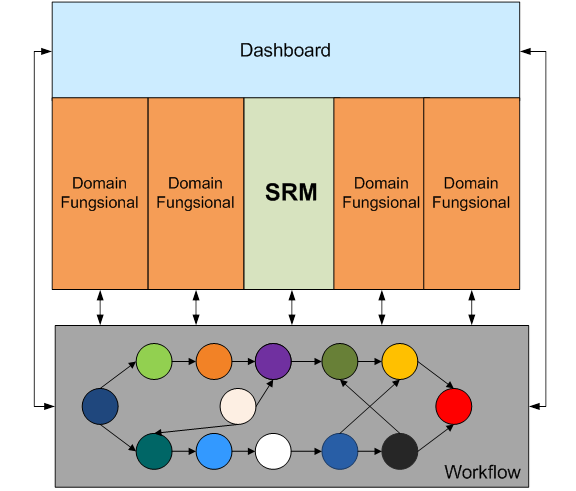 Dashboard
Domain
Fungsional
Domain
Fungsional
SRM
Domain
Fungsional
Domain
Fungsional
Workflow